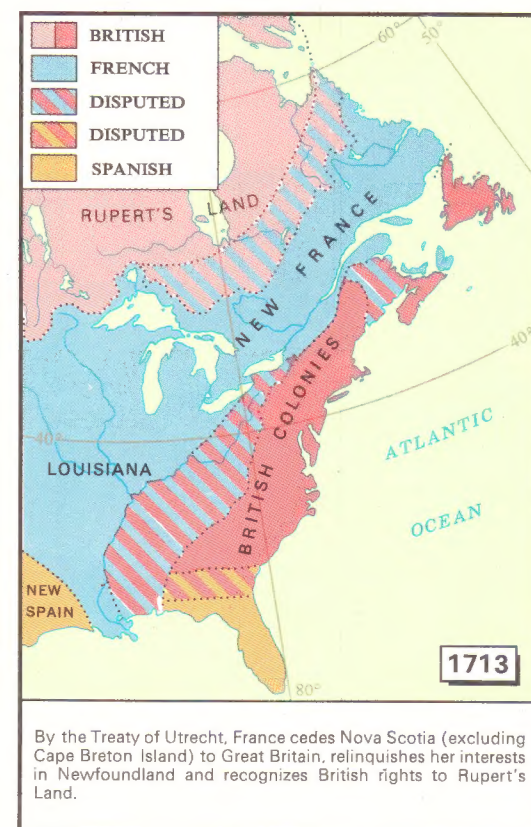 BRITISH
FRENCH
DISPUTED
DISPUTED
SPANISH
60°
50°
RUPERT'S LAND
NEW FRANCE
40°
40°
LOUISIANA
BRITISH COLONIES
ATLANTIC
OCEAN
NEW
SPAIN
80°
1713
By the Treaty of Utrecht, France cedes Nova Scotia (excluding
Cape Breton Island) to Great Britain, relinquishes her interests
in Newfoundland and recognizes British rights to Rupert's
Land.